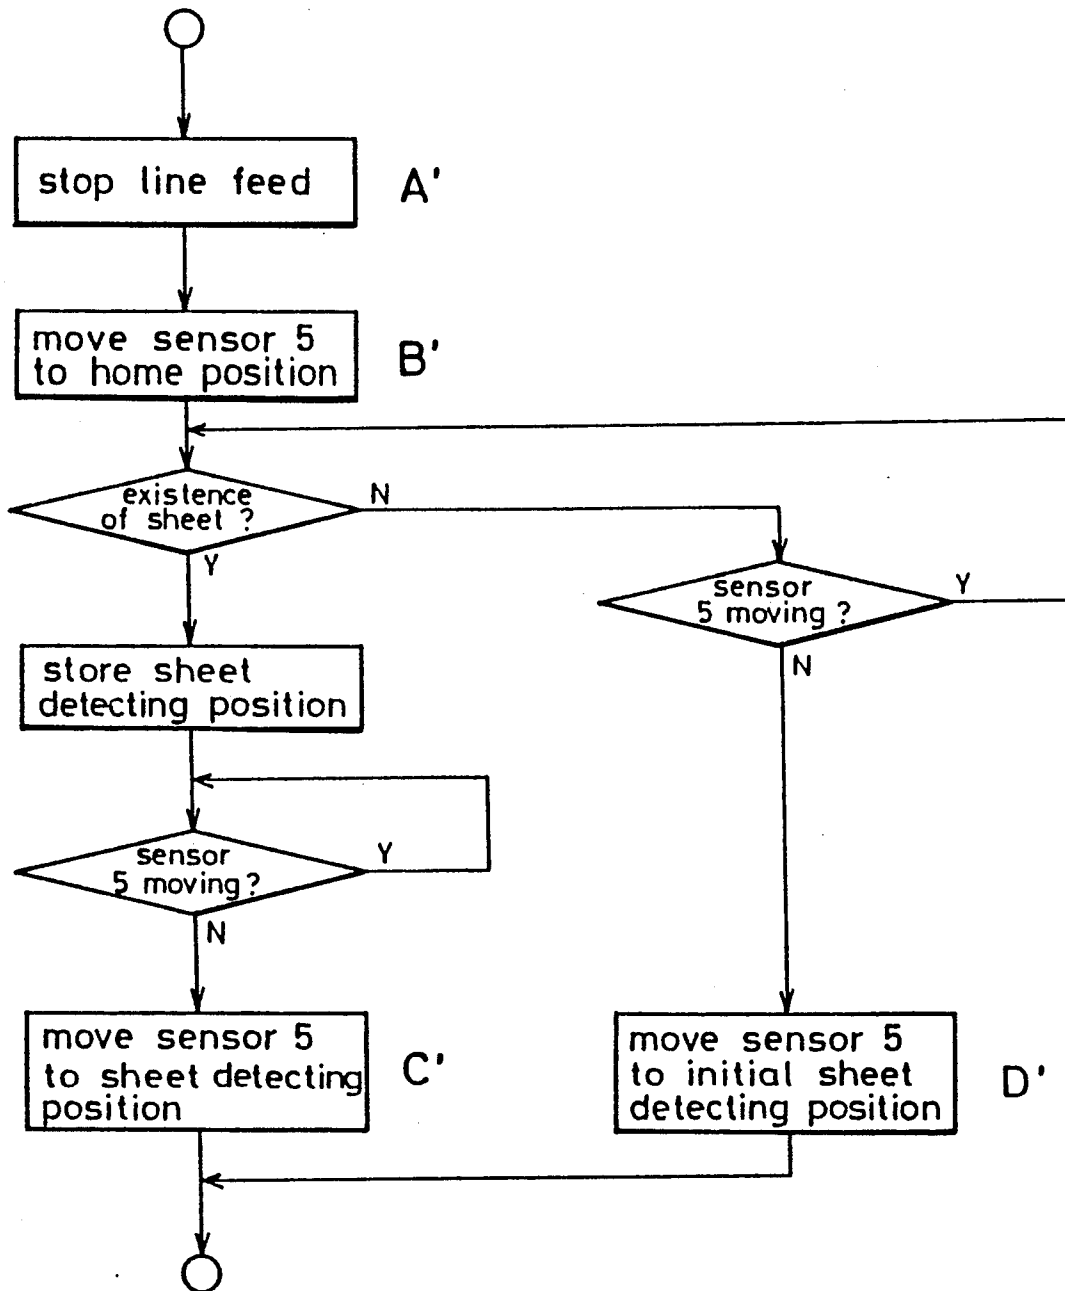 stop line feed
A'
move sensor 5
to home position
B'
existence
of sheet ?
N
Y
sensor
5 moving ?
Y
N
store sheet
detecting position
sensor
5 moving ?
Y
N
move sensor 5
to sheet detecting
position
C'
move sensor 5
to initial sheet
detecting position
D'